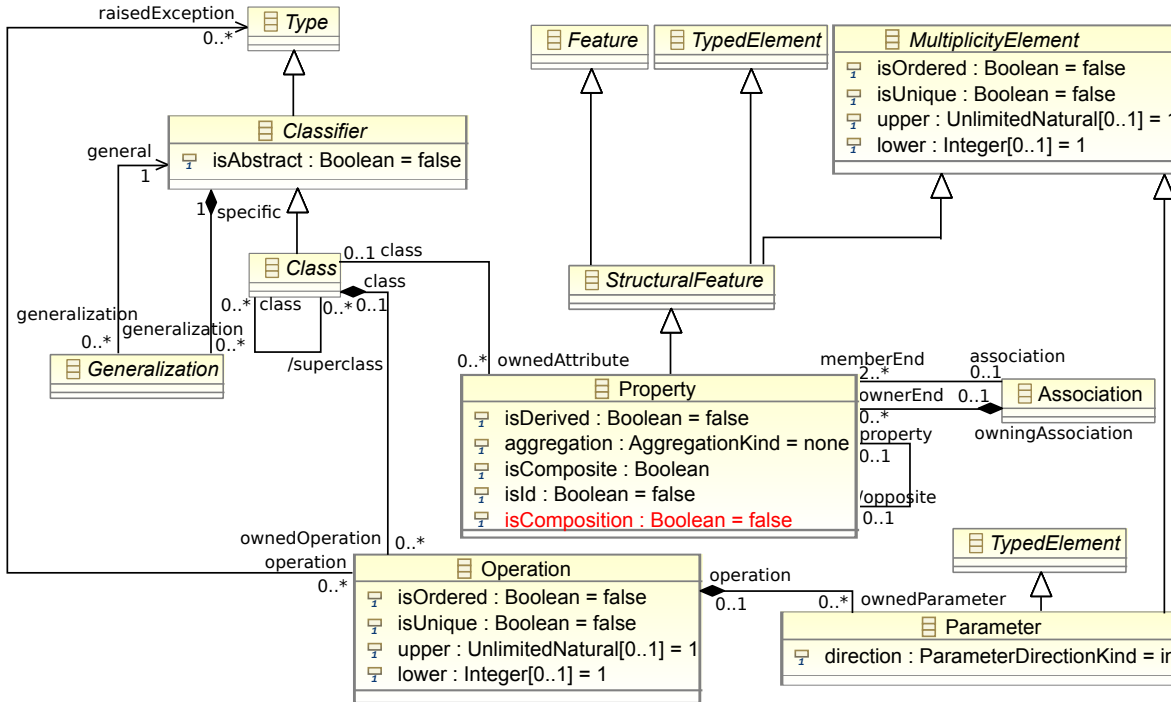 raisedException
0..*
Type
Feature
TypedElement
MultiplicityElement
isOrdered : Boolean = false
isUnique : Boolean = false
upper : UnlimitedNatural[0..1] = 1
lower : Integer[0..1] = 1
Classifier
isAbstract : Boolean = false
general
1
1
specific
Class
0..1 class
class
0..1
0..*
class
0..*
/superclass
StructuralFeature
generalization
0..*
generalization
0..*
Generalization
0..* ownedAttribute
Property
isDerived : Boolean = false
aggregation : AggregationKind = none
isComposite : Boolean
isId : Boolean = false
isComposition : Boolean = false
memberEnd
2..*
association
0..1
ownerEnd
0..*
0..1
Association
owningAssociation
property
0..1
/opposite
0..1
ownedOperation
0..*
operation
0..*
Operation
isOrdered : Boolean = false
isUnique : Boolean = false
upper : UnlimitedNatural[0..1] = 1
lower : Integer[0..1] = 1
operation
0..1
0..*
ownedParameter
TypedElement
Parameter
direction : ParameterDirectionKind = in